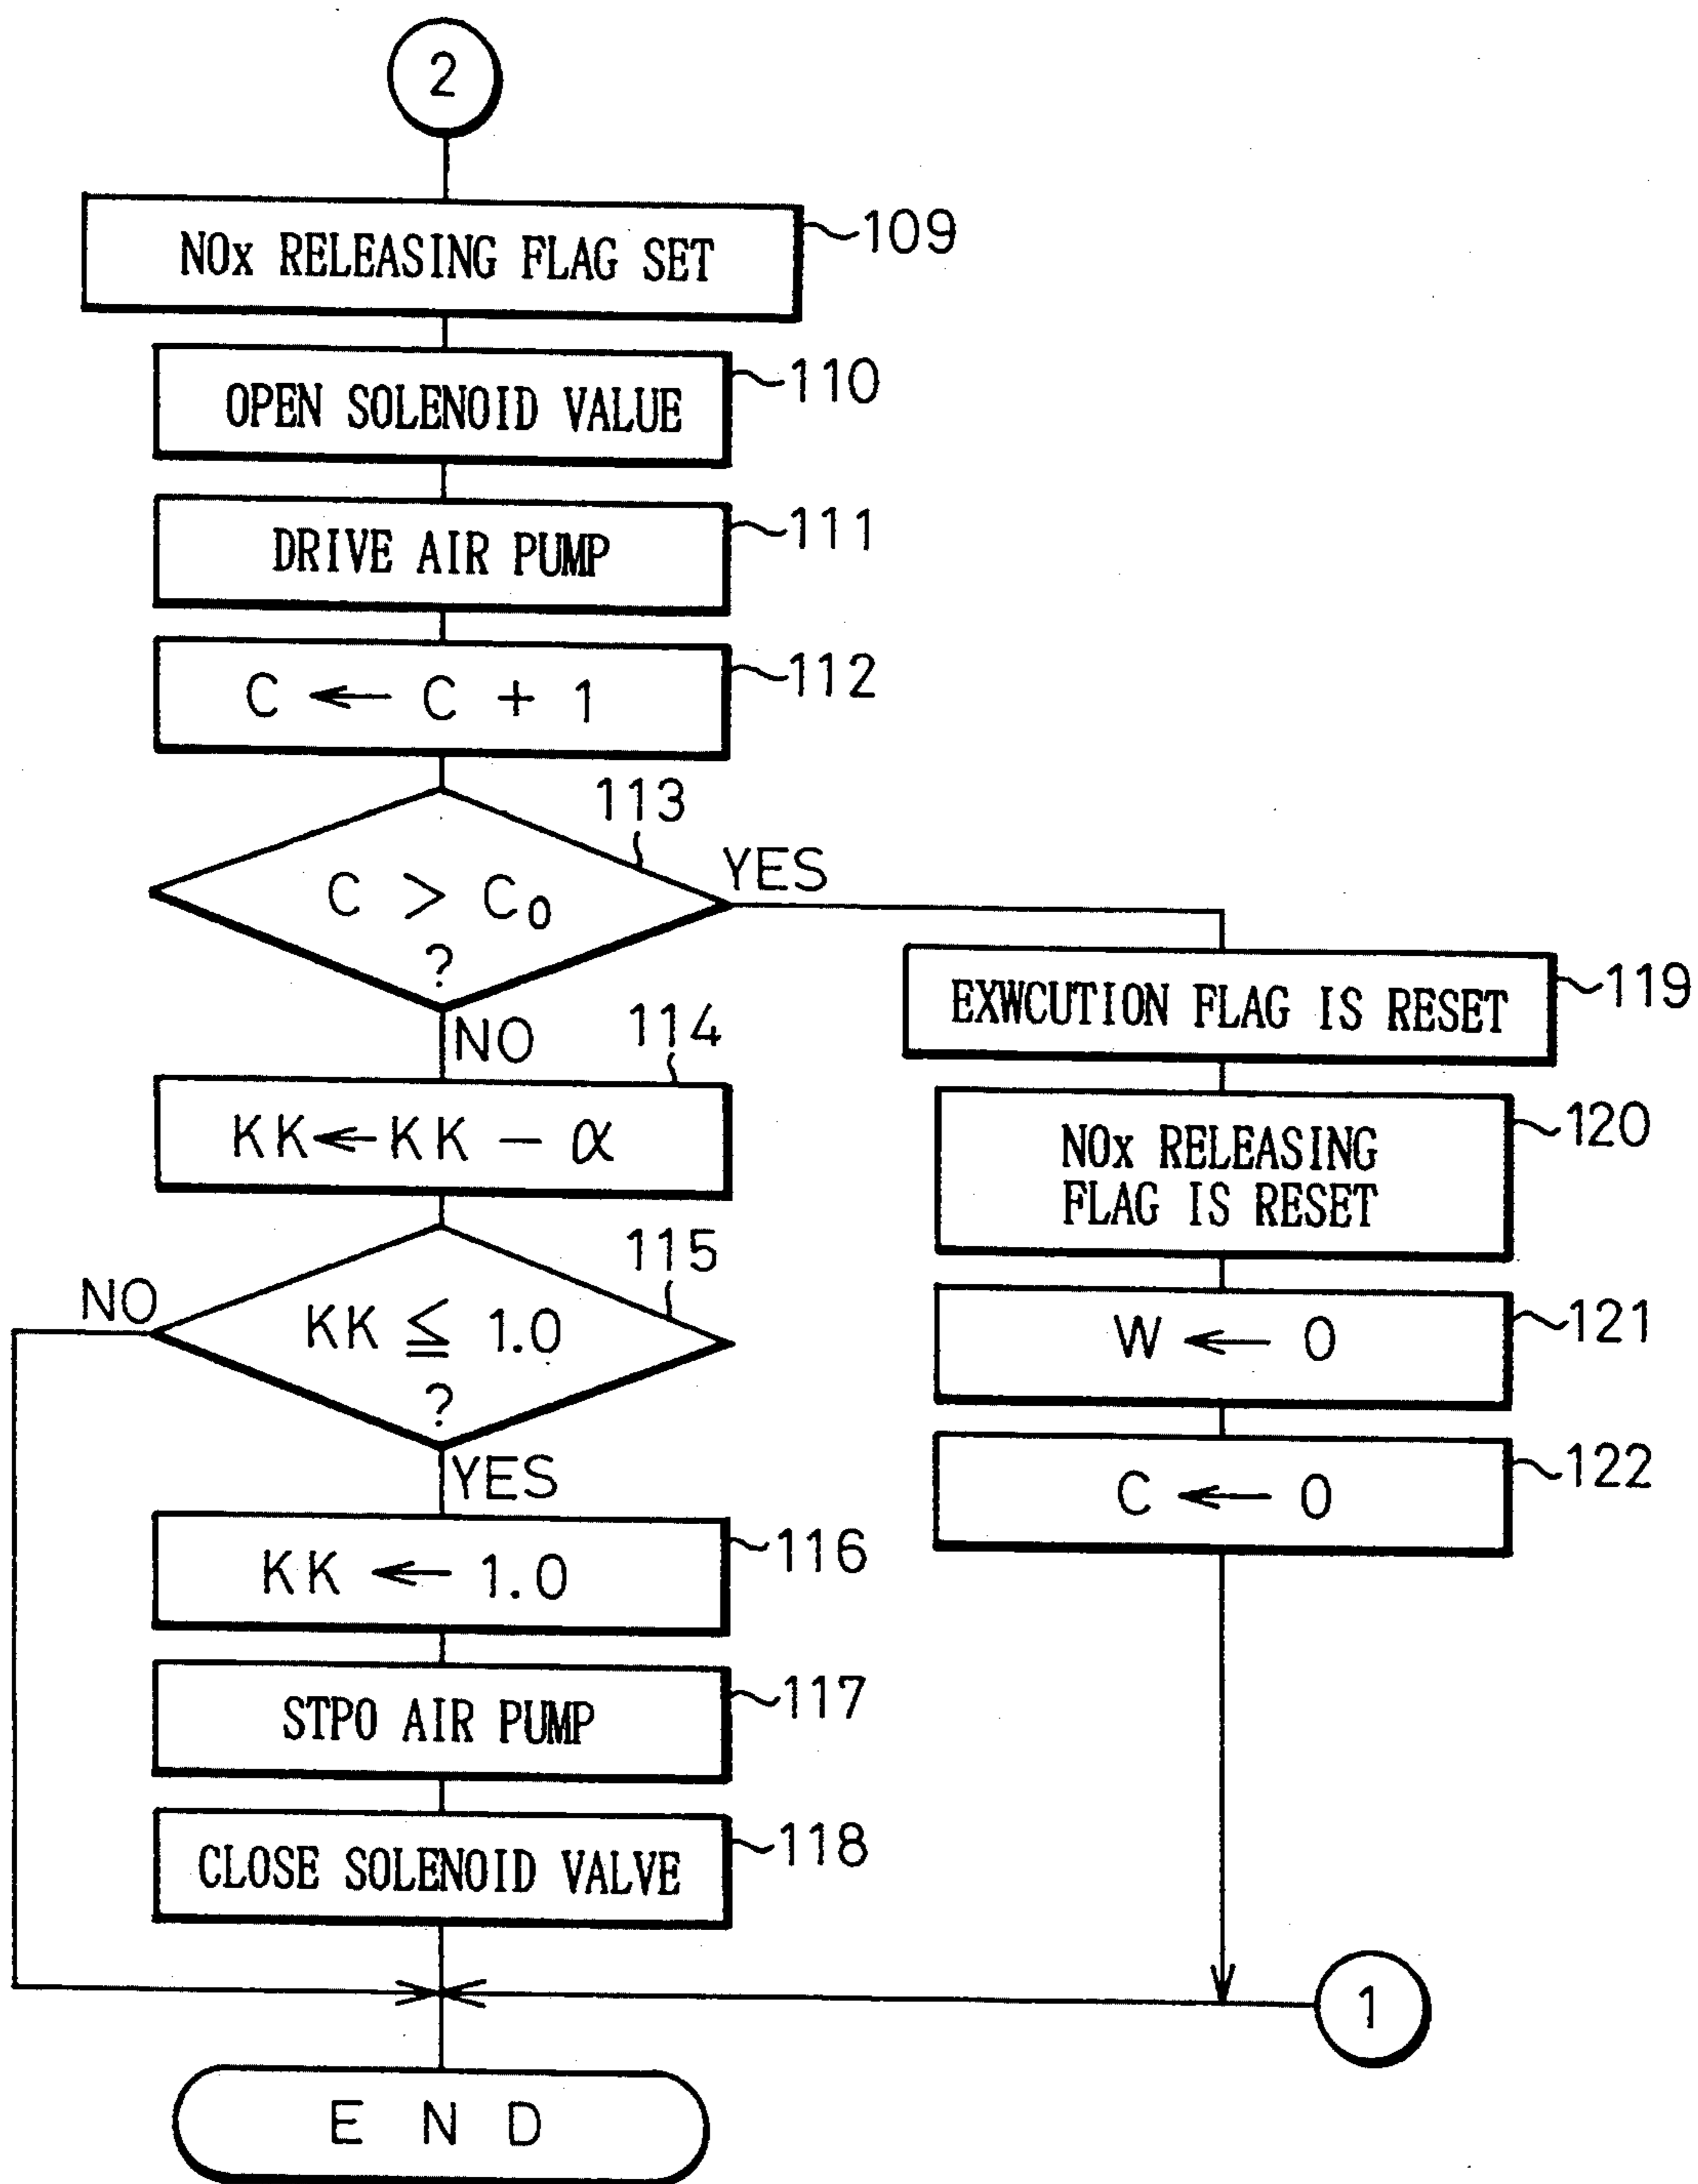 2
NOx RELEASING FLAG SET
109
OPEN SOLENOID VALUE
110
DRIVE AIR PUMP
111
C ← C + 1
112
113
C > C₀
?
YES
NO
114
KK ← KK − α
115
KK ≦ 1.0
?
NO
YES
KK ← 1.0
116
STPO AIR PUMP
117
CLOSE SOLENOID VALVE
118
EXWCUTION FLAG IS RESET
119
NOx RELEASING
FLAG IS RESET
120
W ← 0
121
C ← 0
122
1
END